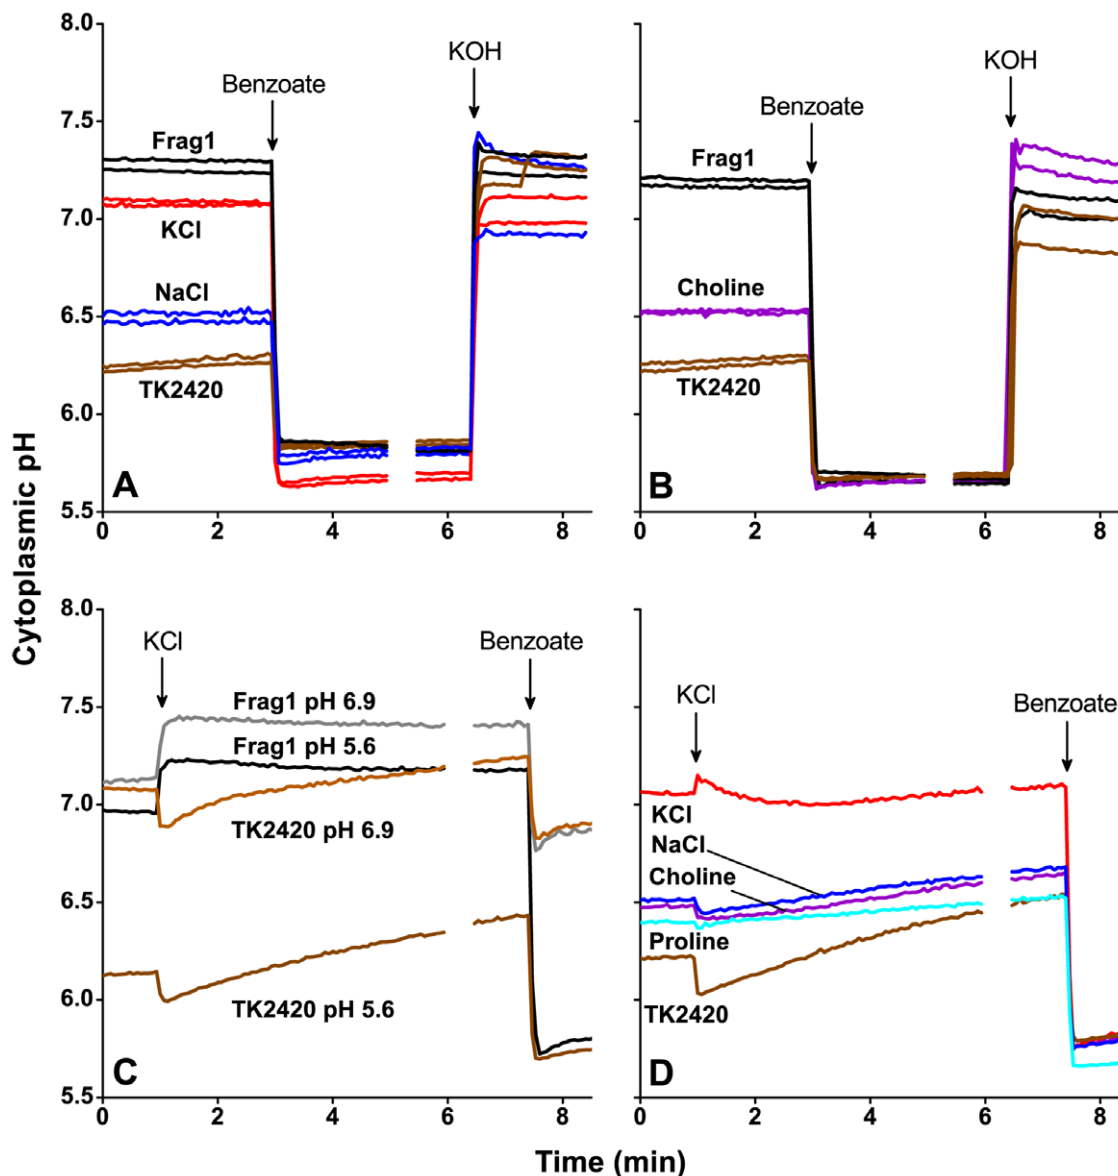 Cytoplasmic pH
8.0
7.5
7.0
6.5
6.0
5.5
Benzoate
KOH
Frag1
KCl
NaCl
TK2420
A
0 2 4 6 8
Benzoate
KOH
Frag1
Choline
TK2420
B
0 2 4 6 8
8.0
7.5
7.0
6.5
6.0
5.5
KCl
Benzoate
Frag1 pH 6.9
Frag1 pH 5.6
TK2420 pH 6.9
TK2420 pH 5.6
C
0 2 4 6 8
KCl
Benzoate
KCl
NaCl
Choline
Proline
TK2420
D
0 2 4 6 8
Time (min)